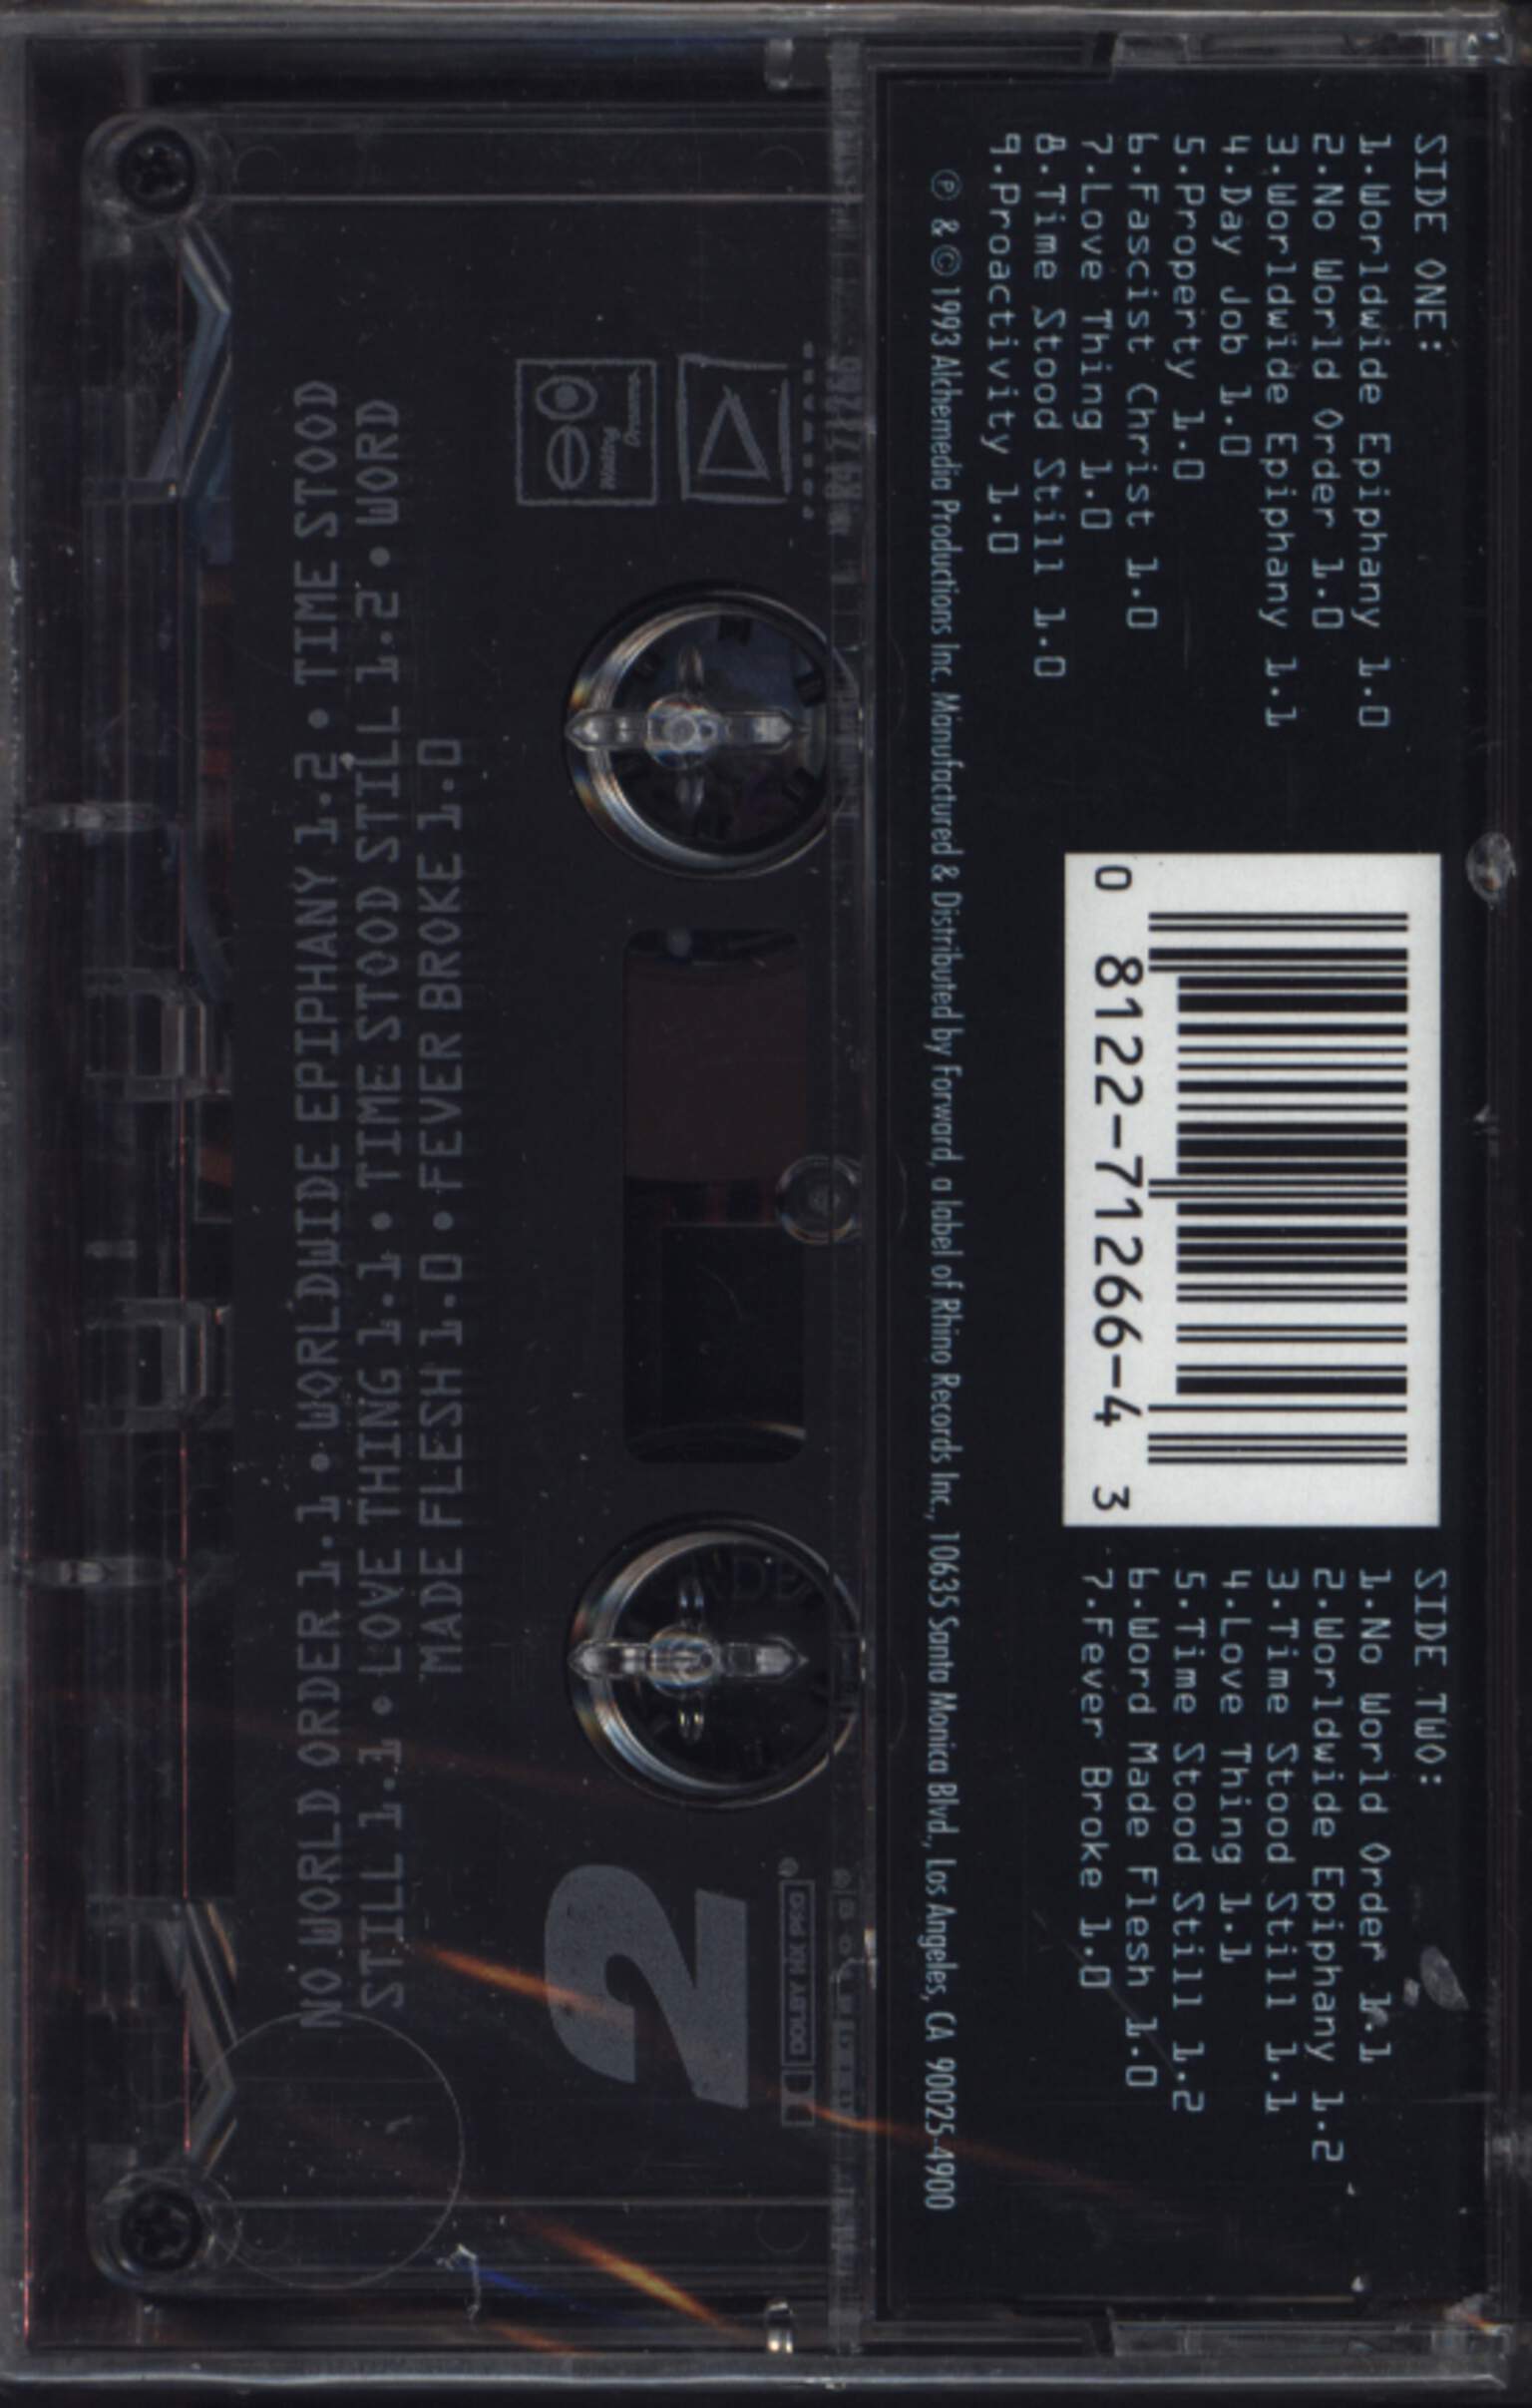 SIDE ONE:
1.Worldwide Epiphany 1.0
2.No World Order 1.0
3.Worldwide Epiphany 1.1
4.Day Job 1.0
5.Property 1.0
6.Fascist Christ 1.0
7.Love Thing 1.0
8.Time Stood Still 1.0
9.Proactivity 1.0
0 8122-71266-4 3
SIDE TWO:
1.No World Order 1.1
2.Worldwide Epiphany 1.2
3.Time Stood Still 1.1
4.Love Thing 1.1
5.Time Stood Still 1.2
6.Word Made Flesh 1.0
7.Fever Broke 1.0
℗ & © 1993 Alchemedia Productions Inc. Manufactured & Distributed by Forward, a label of Rhino Records Inc., 10635 Santa Monica Blvd., Los Angeles, CA 90025-4900
DOLBY HX PRO
2
NO WORLD ORDER 1.1 • WORLDWIDE EPIPHANY 1.2 • TIME STOOD
STILL 1.1 • LOVE THING 1.1 • TIME STOOD STILL 1.2 • WORD
MADE FLESH 1.0 • FEVER BROKE 1.0